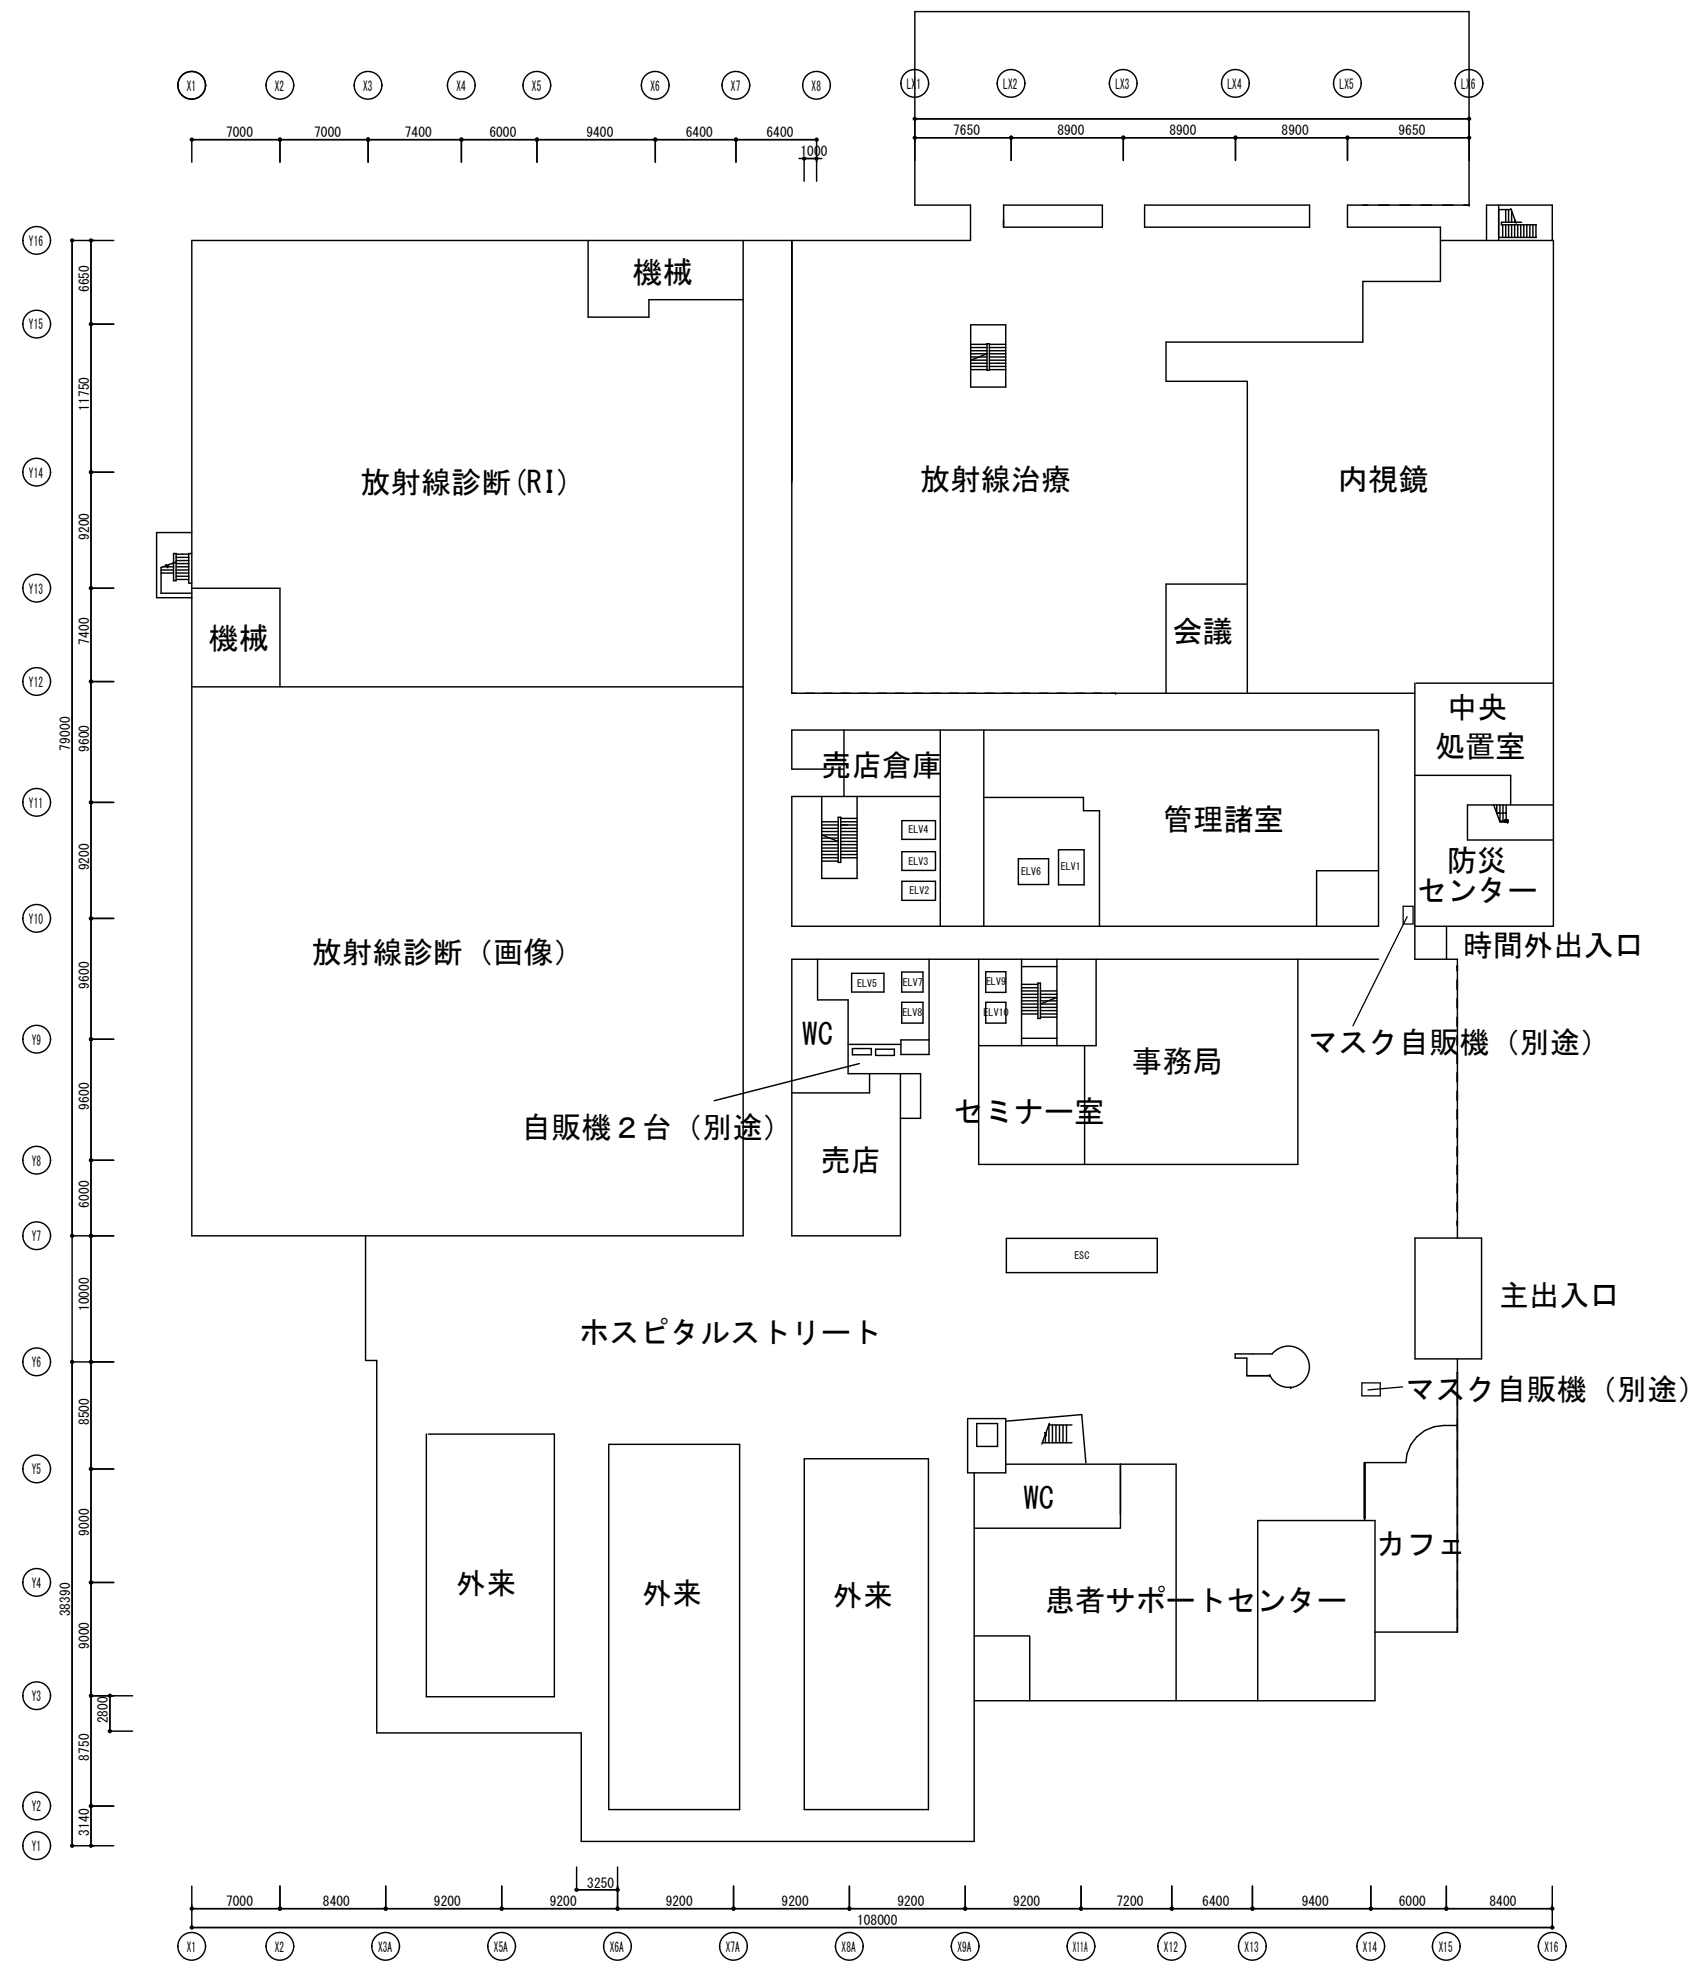 X1 X2 X3 X4 X5 X6 X7 X8 LX1 LX2 LX3 LX4 LX5 LX6
7000 7000 7400 6000 9400 6400 6400 7650 8900 8900 8900 9650
1000
Y16
6650
機械
Y15
11750
Y14
放射線診断(RI)
放射線治療
内視鏡
9200
Y13
7400
機械
会議
Y12
79000
9600
中央
処置室
売店倉庫
Y11
管理諸室
ELV4
ELV3
ELV2
ELV6
ELV1
9200
防災
センター
Y10
放射線診断（画像）
時間外出入口
9600
ELV5
ELV7
ELV8
ELV9
ELV10
Y9
WC
マスク自販機（別途）
事務局
9600
セミナー室
自販機２台（別途）
Y8
売店
6000
Y7
ESC
10000
主出入口
ホスピタルストリート
Y6
マスク自販機（別途）
8500
Y5
WC
9000
カフェ
Y4
外来
外来
外来
患者サポートセンター
38390
9000
Y3
2800
8750
Y2
3140
Y1
3250
7000 8400 9200 9200 9200 9200 9200 9200 7200 6400 9400 6000 8400
108000
X1 X2 X3A X5A X6A X7A X8A X9A X11A X12 X13 X14 X15 X16